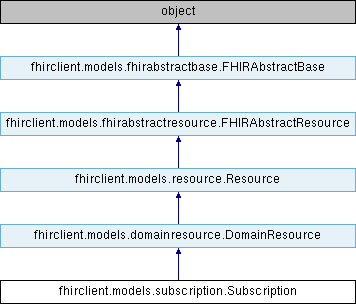 object
fhirclient.models.fhirabstractbase.FHIRAbstractBase
fhirclient.models.fhirabstractresource.FHIRAbstractResource
fhirclient.models.resource.Resource
fhirclient.models.domainresource.DomainResource
fhirclient.models.subscription.Subscription